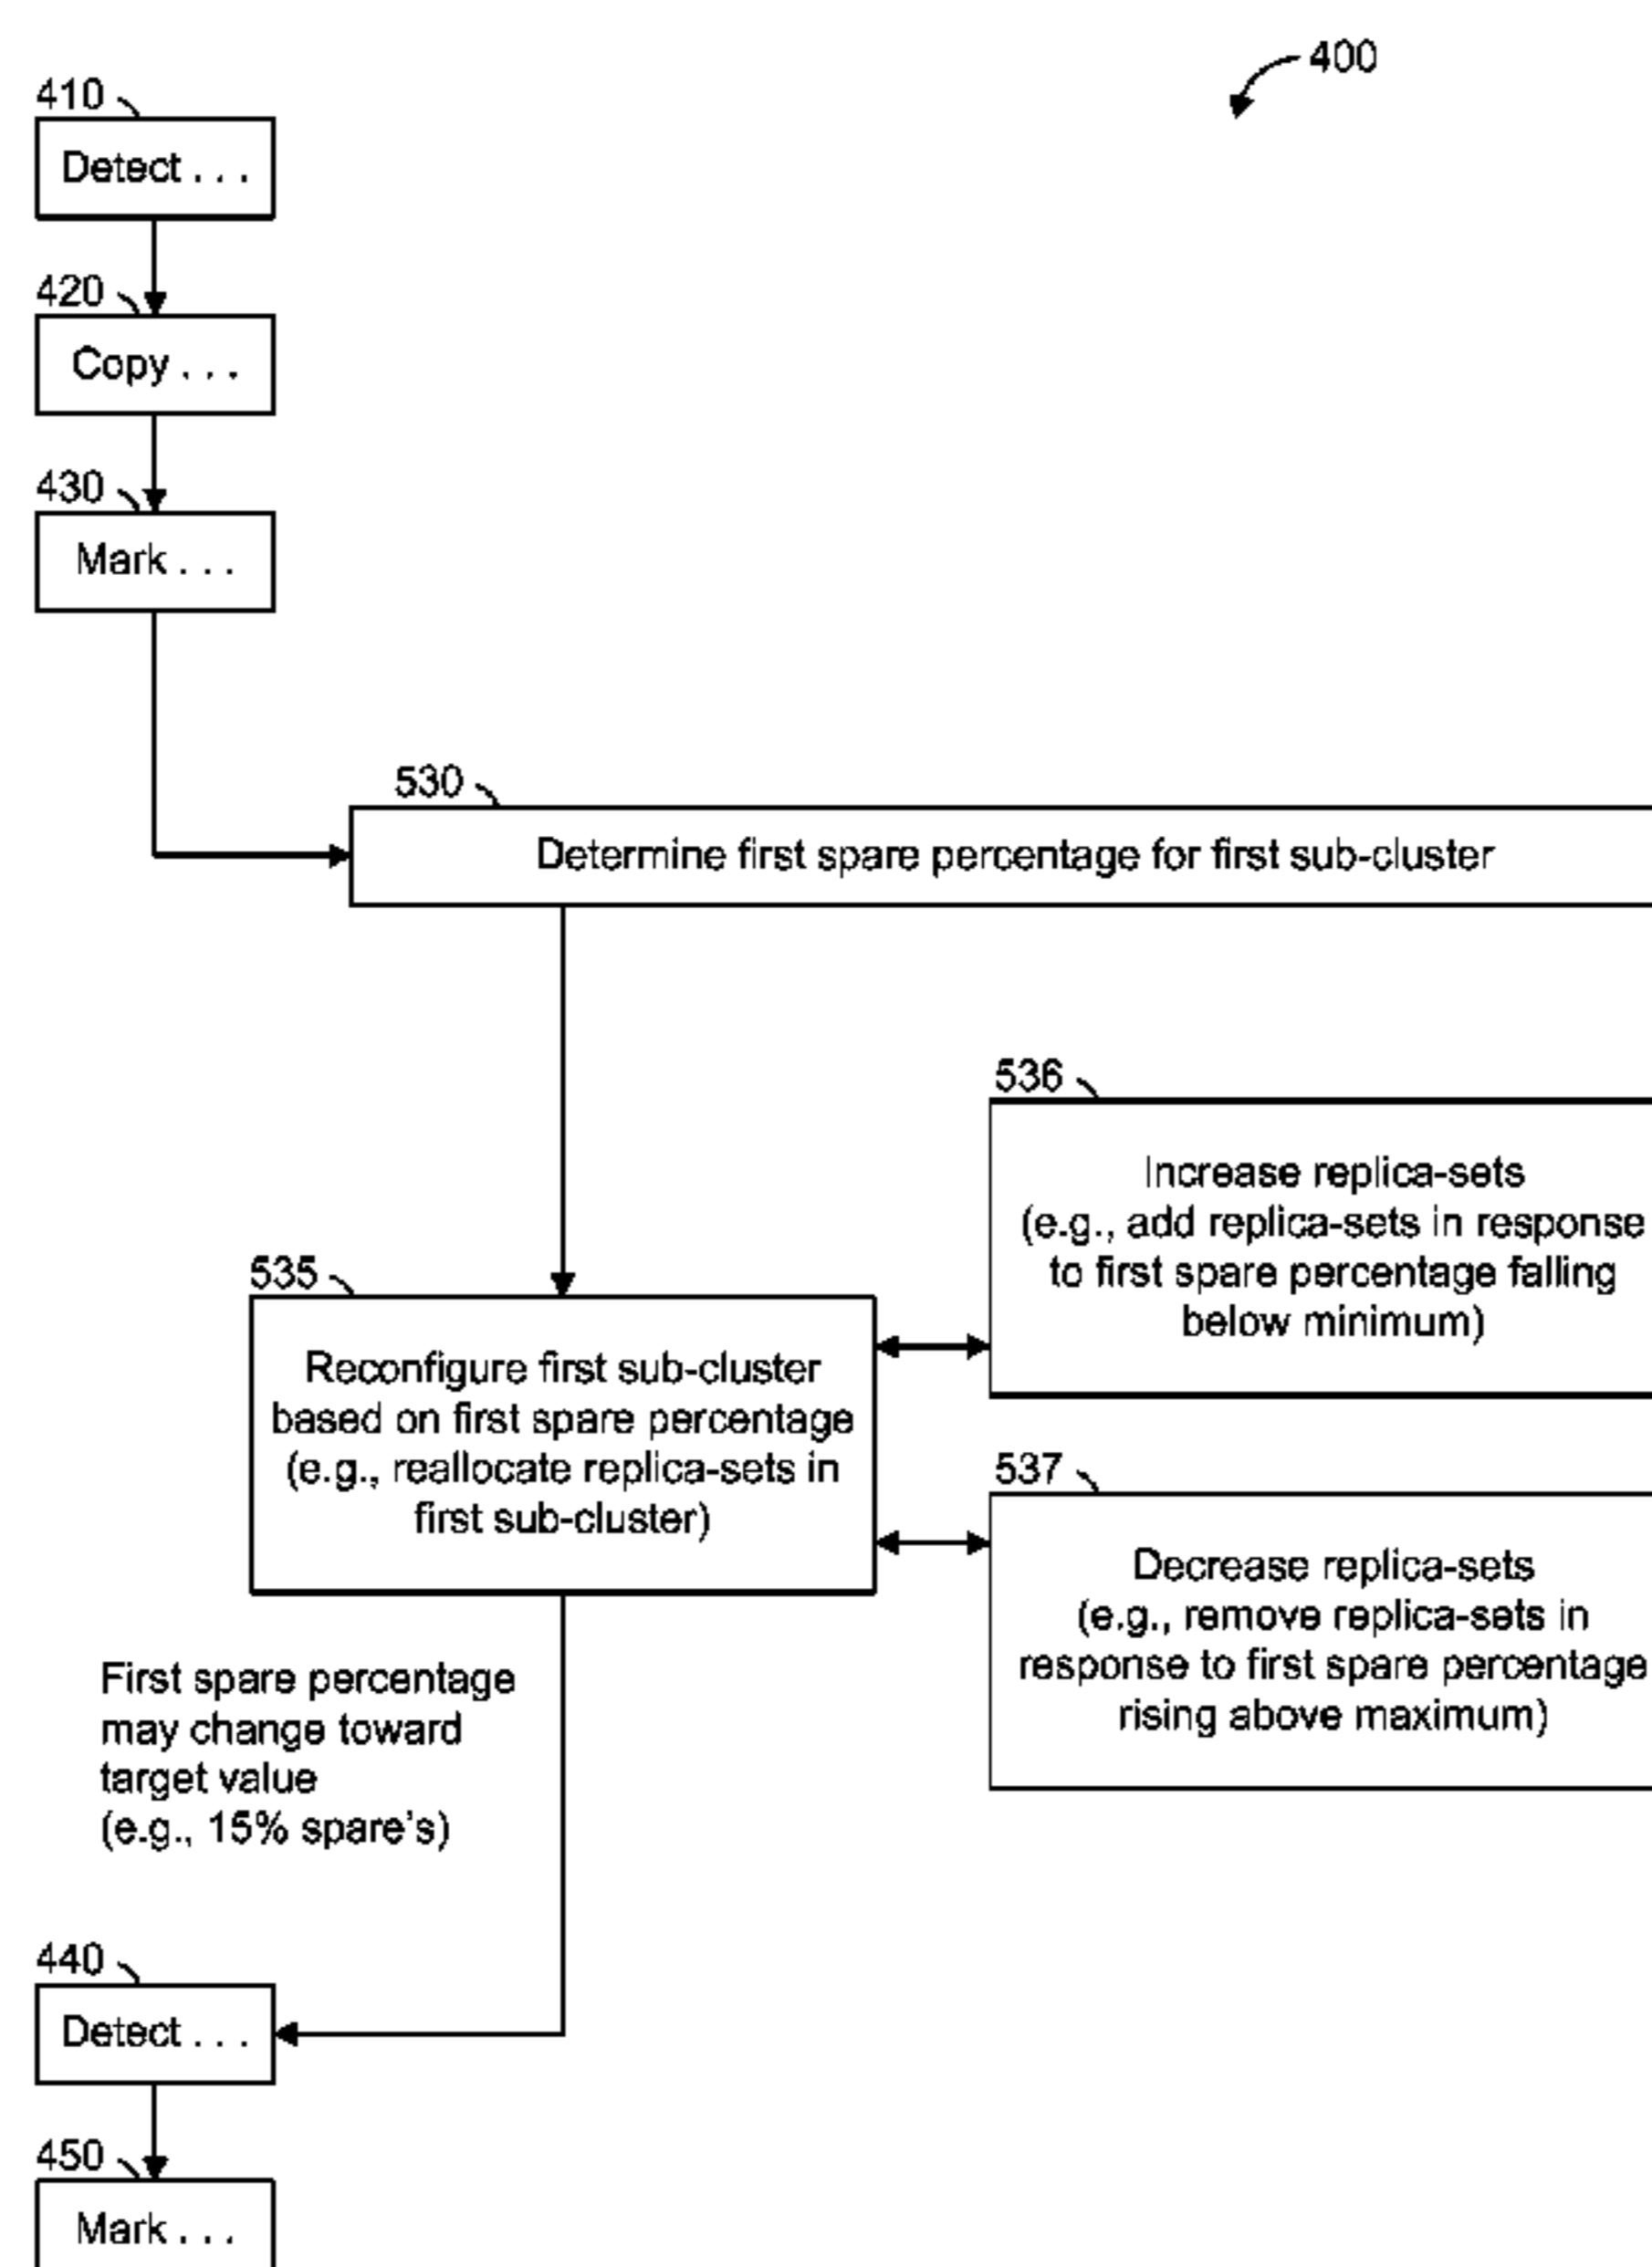 400
410
Detect . . .
420
Copy . . .
430
Mark . . .
530
Determine first spare percentage for first sub-cluster
536
Increase replica-sets
(e.g., add replica-sets in response
to first spare percentage falling
below minimum)
535
Reconfigure first sub-cluster
based on first spare percentage
(e.g., reallocate replica-sets in
first sub-cluster)
537
Decrease replica-sets
(e.g., remove replica-sets in
response to first spare percentage
rising above maximum)
First spare percentage
may change toward
target value
(e.g., 15% spare's)
440
Detect . . .
450
Mark . . .